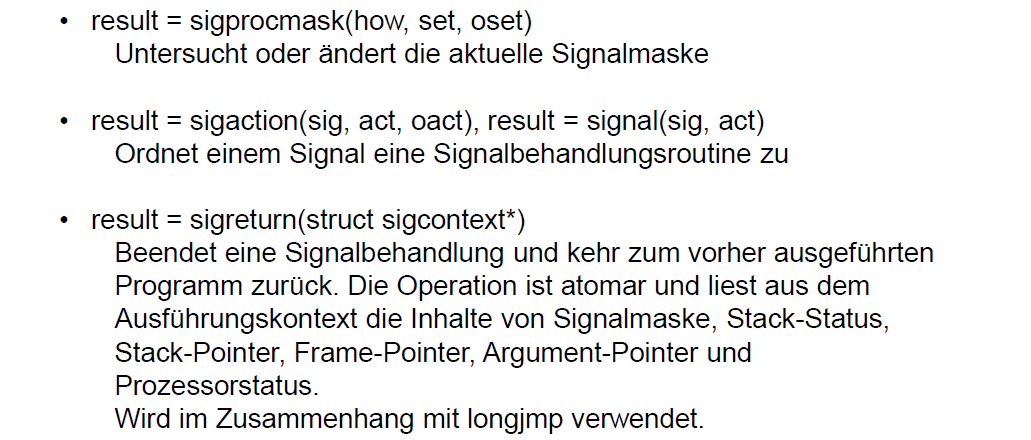 • result = sigprocmask(how, set, oset)
Untersucht oder ändert die aktuelle Signalmaske
• result = sigaction(sig, act, oact), result = signal(sig, act)
Ordnet einem Signal eine Signalbehandlungsroutine zu
• result = sigreturn(struct sigcontext*)
Beendet eine Signalbehandlung und kehr zum vorher ausgeführten
Programm zurück. Die Operation ist atomar und liest aus dem
Ausführungskontext die Inhalte von Signalmaske, Stack-Status,
Stack-Pointer, Frame-Pointer, Argument-Pointer und
Prozessorstatus.
Wird im Zusammenhang mit longjmp verwendet.